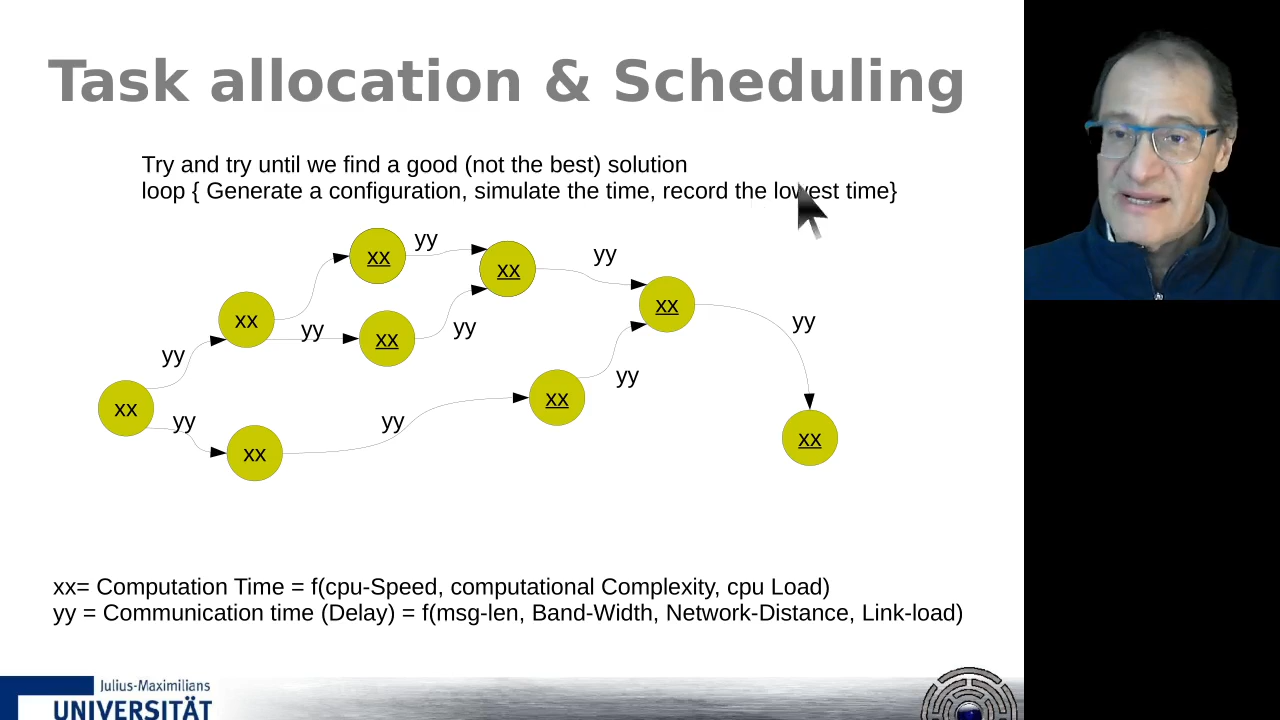 Task allocation & Scheduling
Try and try until we find a good (not the best) solution
loop { Generate a configuration, simulate the time, record the lowest time}
xx
yy
xx
yy
yy
xx
xx
yy
yy
xx
xx
yy
yy
xx
yy
xx
yy
xx
yy
xx
xx= Computation Time = f(cpu-Speed, computational Complexity, cpu Load)
yy = Communication time (Delay) = f(msg-len, Band-Width, Network-Distance, Link-load)
Julius-Maximilians
UNIVERSITÄT